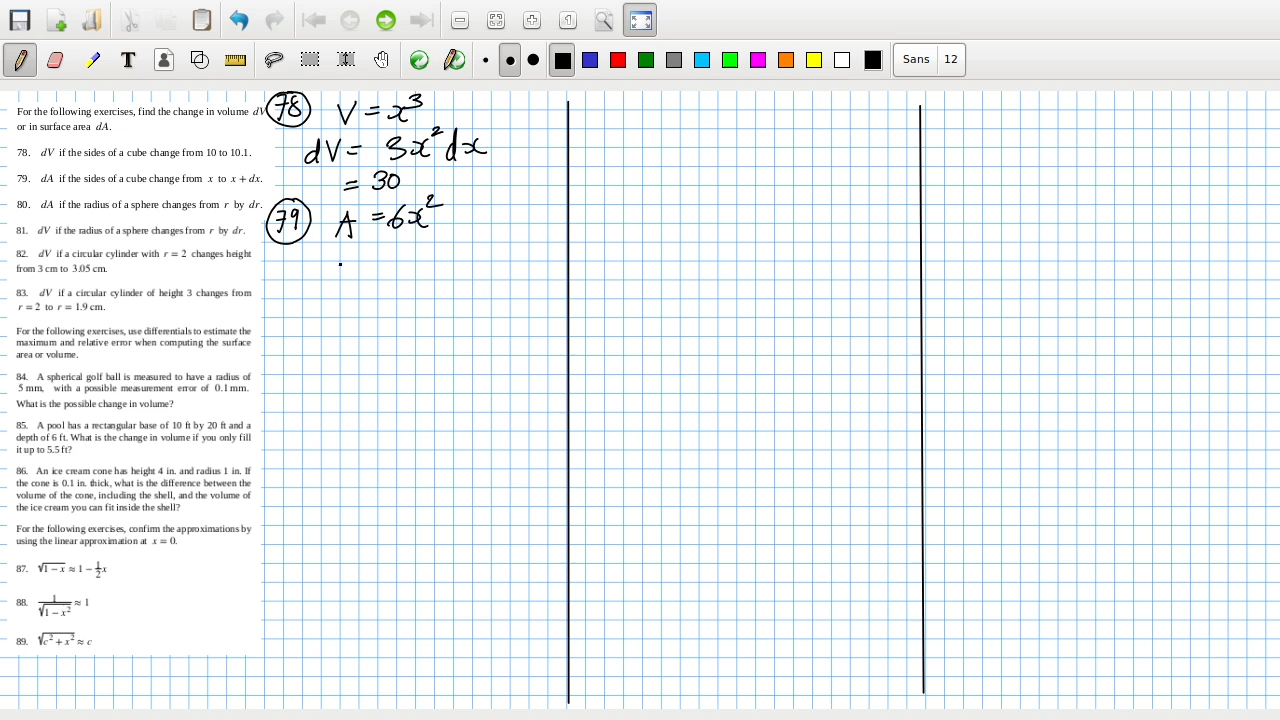 Sans 12
For the following exercises, find the change in volume dV
or in surface area dA.
78. dV if the sides of a cube change from 10 to 10.1.
79. dA if the sides of a cube change from x to x + dx.
80. dA if the radius of a sphere changes from r by dr.
81. dV if the radius of a sphere changes from r by dr.
82. dV if a circular cylinder with r = 2 changes height
from 3 cm to 3.05 cm.
83. dV if a circular cylinder of height 3 changes from
r = 2 to r = 1.9 cm.
For the following exercises, use differentials to estimate the
maximum and relative error when computing the surface
area or volume.
84. A spherical golf ball is measured to have a radius of
5 mm, with a possible measurement error of 0.1 mm.
What is the possible change in volume?
85. A pool has a rectangular base of 10 ft by 20 ft and a
depth of 6 ft. What is the change in volume if you only fill
it up to 5.5 ft?
86. An ice cream cone has height 4 in. and radius 1 in. If
the cone is 0.1 in. thick, what is the difference between the
volume of the cone, including the shell, and the volume of
the ice cream you can fit inside the shell?
For the following exercises, confirm the approximations by
using the linear approximation at x = 0.
87. √(1 − x) ≈ 1 − 1/2 x
88. 1/√(1 − x²) ≈ 1
89. √(c² + x²) ≈ c
78 V = x³
dV = 3x² dx
= 30
79 A = 6x²